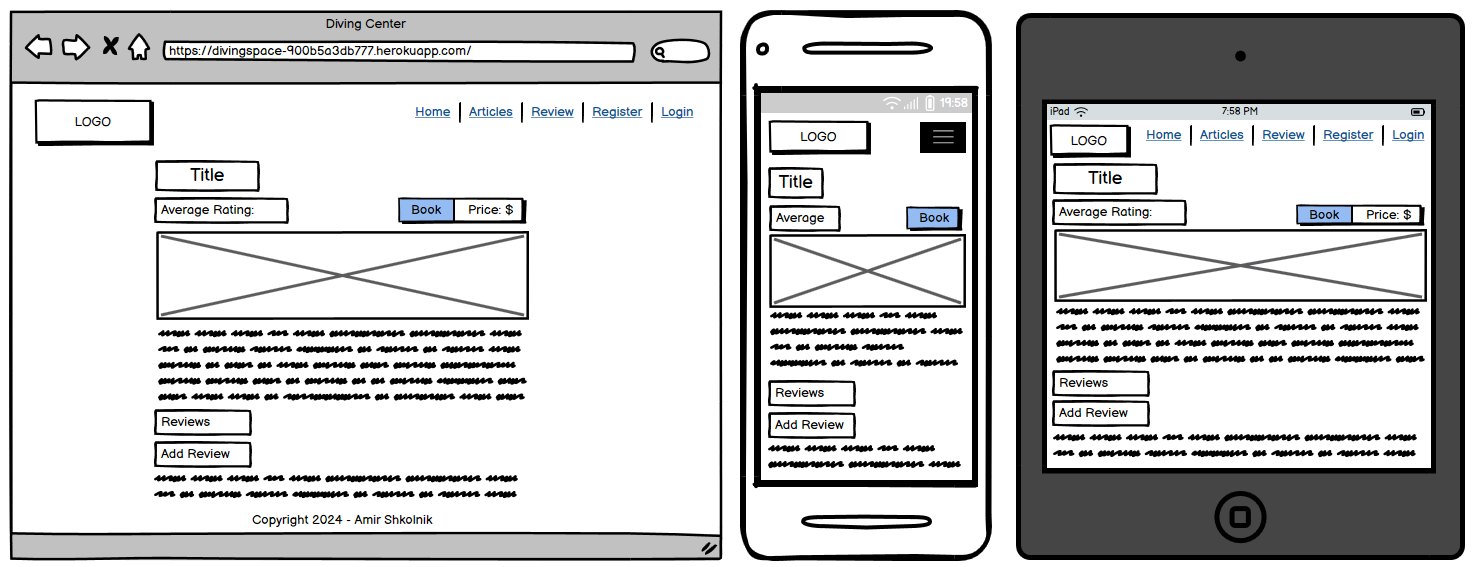 Diving Center
https://divingspace-900b5a3db777.herokuapp.com/
LOGO
Home Articles Review Register Login
Title
Average Rating:
Book Price: $
Reviews
Add Review
Copyright 2024 - Amir Shkolnik
19:58
LOGO
Title
Average
Book
Reviews
Add Review
iPad 7:58 PM
LOGO
Home Articles Review Register Login
Title
Average Rating:
Book Price: $
Reviews
Add Review